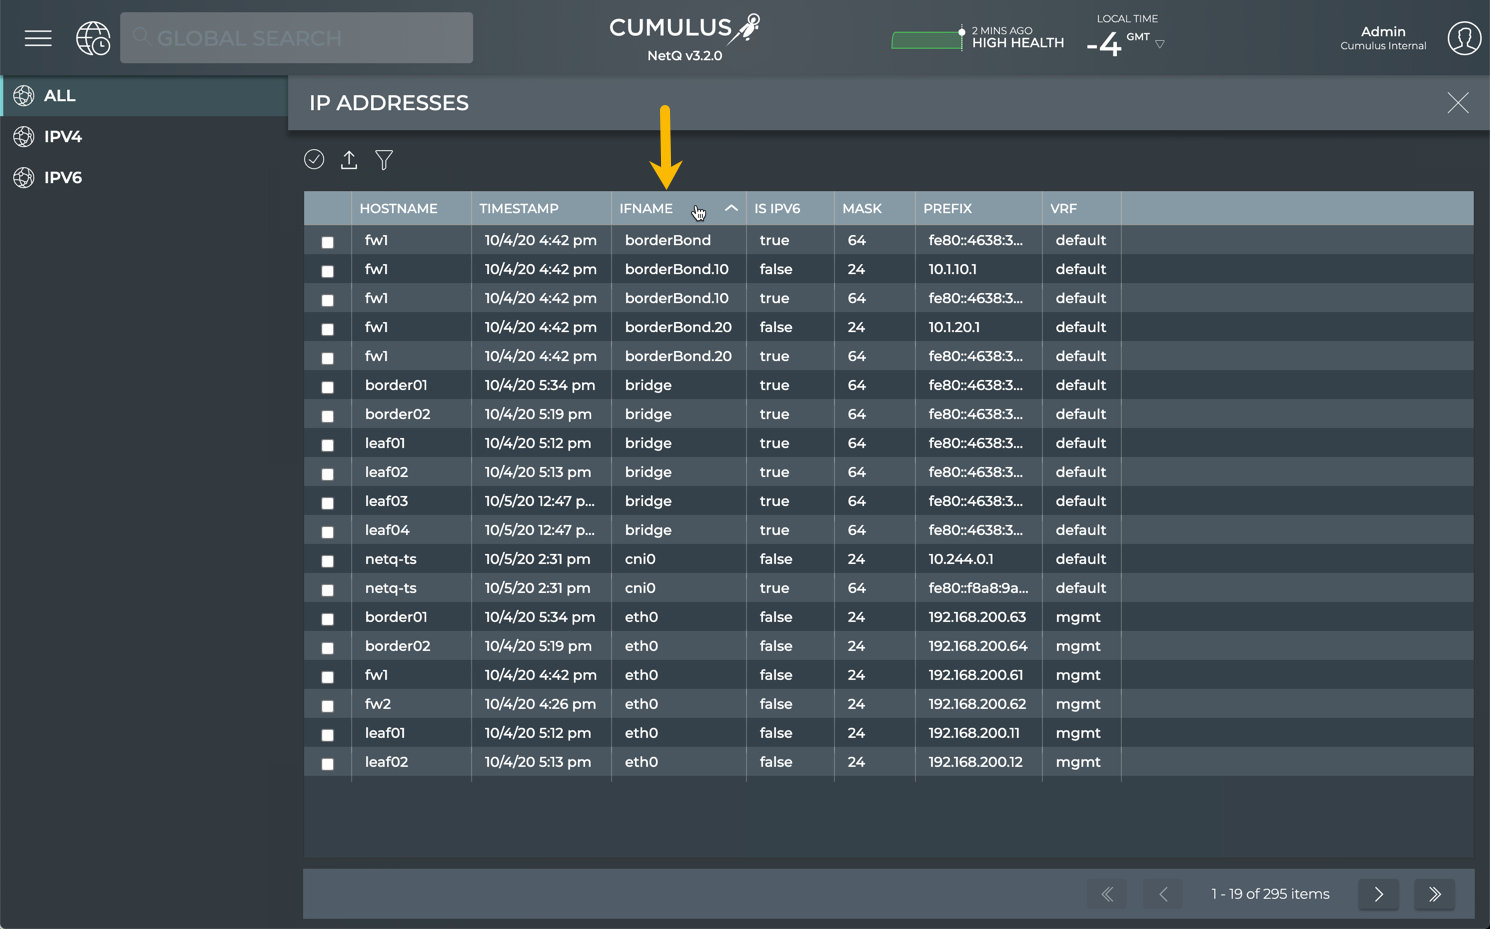 GLOBAL SEARCH
CUMULUS
NetQ v3.2.0
2 MINS AGO
HIGH HEALTH
LOCAL TIME
-4 GMT
Admin
Cumulus Internal
ALL
IPV4
IPV6
IP ADDRESSES
HOSTNAME TIMESTAMP IFNAME IS IPV6 MASK PREFIX VRF
fw1 10/4/20 4:42 pm borderBond true 64 fe80::4638:3... default
fw1 10/4/20 4:42 pm borderBond.10 false 24 10.1.10.1 default
fw1 10/4/20 4:42 pm borderBond.10 true 64 fe80::4638:3... default
fw1 10/4/20 4:42 pm borderBond.20 false 24 10.1.20.1 default
fw1 10/4/20 4:42 pm borderBond.20 true 64 fe80::4638:3... default
border01 10/4/20 5:34 pm bridge true 64 fe80::4638:3... default
border02 10/4/20 5:19 pm bridge true 64 fe80::4638:3... default
leaf01 10/4/20 5:12 pm bridge true 64 fe80::4638:3... default
leaf02 10/4/20 5:13 pm bridge true 64 fe80::4638:3... default
leaf03 10/5/20 12:47 p... bridge true 64 fe80::4638:3... default
leaf04 10/5/20 12:47 p... bridge true 64 fe80::4638:3... default
netq-ts 10/5/20 2:31 pm cni0 false 24 10.244.0.1 default
netq-ts 10/5/20 2:31 pm cni0 true 64 fe80::f8a8:9a... default
border01 10/4/20 5:34 pm eth0 false 24 192.168.200.63 mgmt
border02 10/4/20 5:19 pm eth0 false 24 192.168.200.64 mgmt
fw1 10/4/20 4:42 pm eth0 false 24 192.168.200.61 mgmt
fw2 10/4/20 4:26 pm eth0 false 24 192.168.200.62 mgmt
leaf01 10/4/20 5:12 pm eth0 false 24 192.168.200.11 mgmt
leaf02 10/4/20 5:13 pm eth0 false 24 192.168.200.12 mgmt
1 - 19 of 295 items